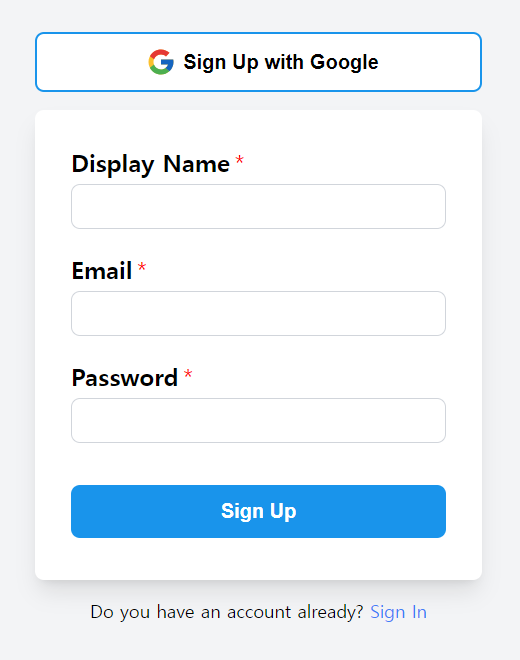 Sign Up with Google
Display Name *
Email *
Password *
Sign Up
Do you have an account already? Sign In